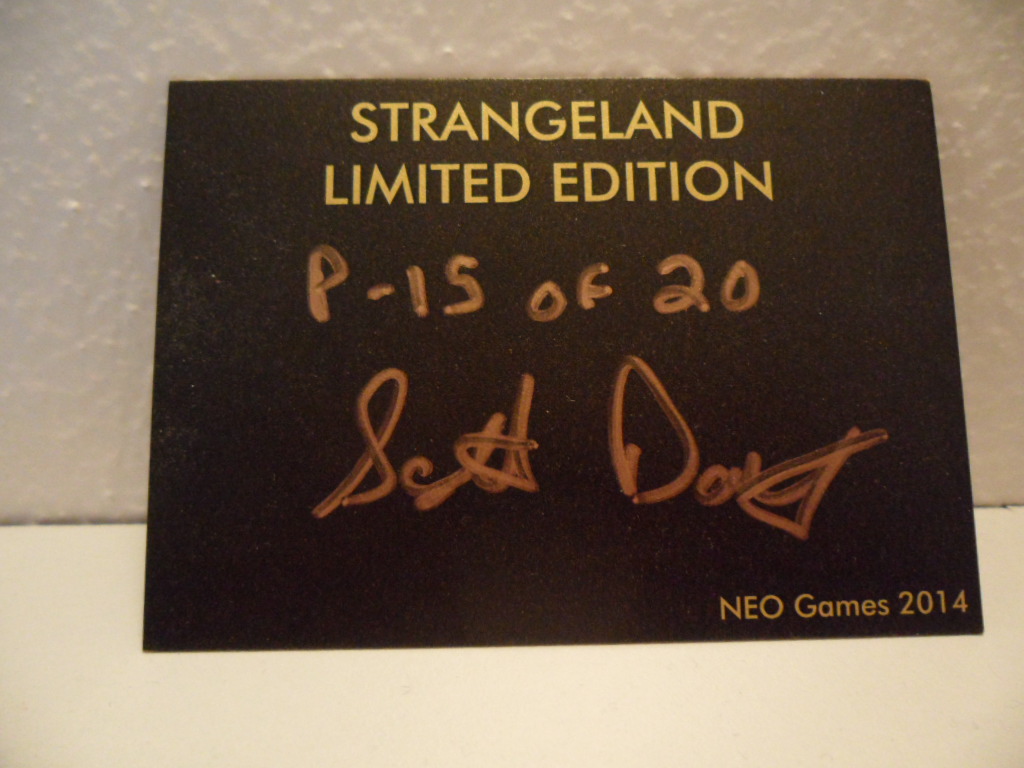 STRANGELAND
LIMITED EDITION
P-15 OF 20
Scott
NEO Games 2014